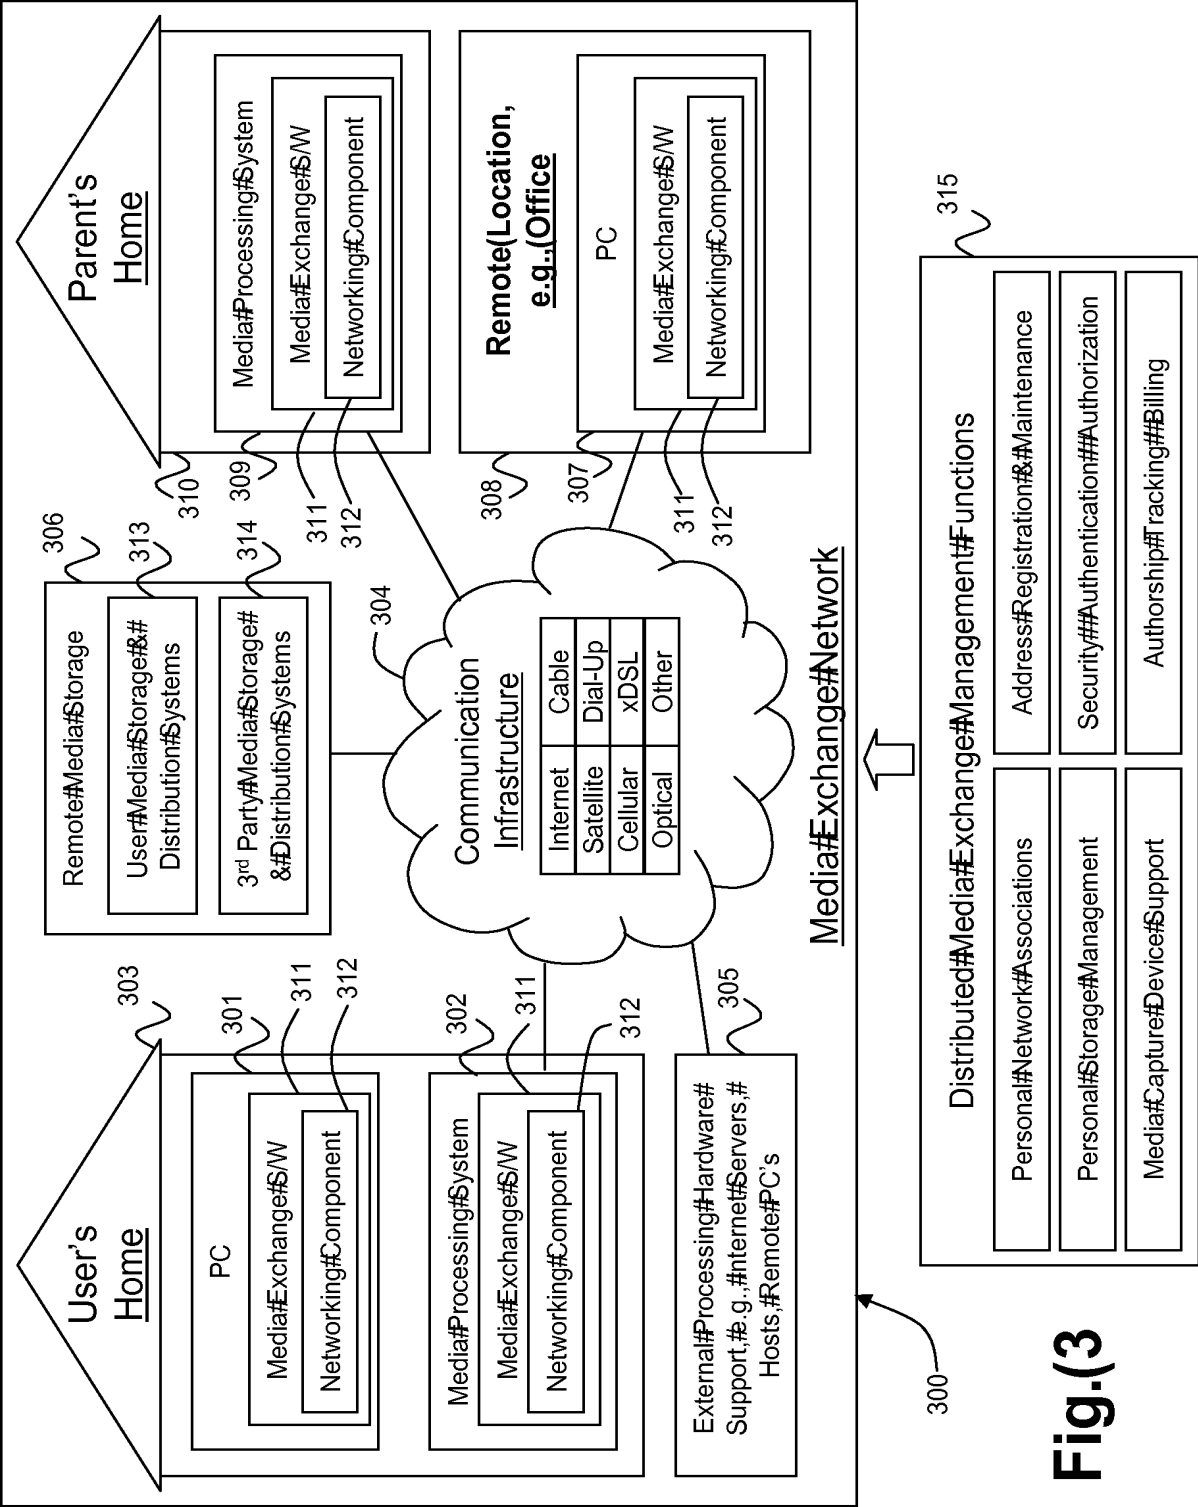 User's
Home
303
PC
301
Media#Exchange#S/W
311
Networking#Component
312
Media#Processing#System
302
Media#Exchange#S/W
311
Networking#Component
312
External#Processing#Hardware#
Support,#e.g.,#Internet#Servers,#
Hosts,#Remote#PC's
305
306
Remote#Media#Storage
User#Media#Storage#&#
Distribution#Systems
313
3rd Party#Media#Storage#
&#Distribution#Systems
314
304
Communication
Infrastructure
Internet Cable
Satellite Dial-Up
Cellular xDSL
Optical Other
Parent's
Home
310
Media#Processing#System
309
Media#Exchange#S/W
311
Networking#Component
312
Remote(Location,
e.g.,(Office
308
PC
307
Media#Exchange#S/W
311
Networking#Component
312
Media#Exchange#Network
300
Distributed#Media#Exchange#Management#Functions
315
Personal#Network#Associations
Address#Registration#&#Maintenance
Personal#Storage#Management
Security##Authentication##Authorization
Media#Capture#Device#Support
Authorship#Tracking##Billing
Fig.(3